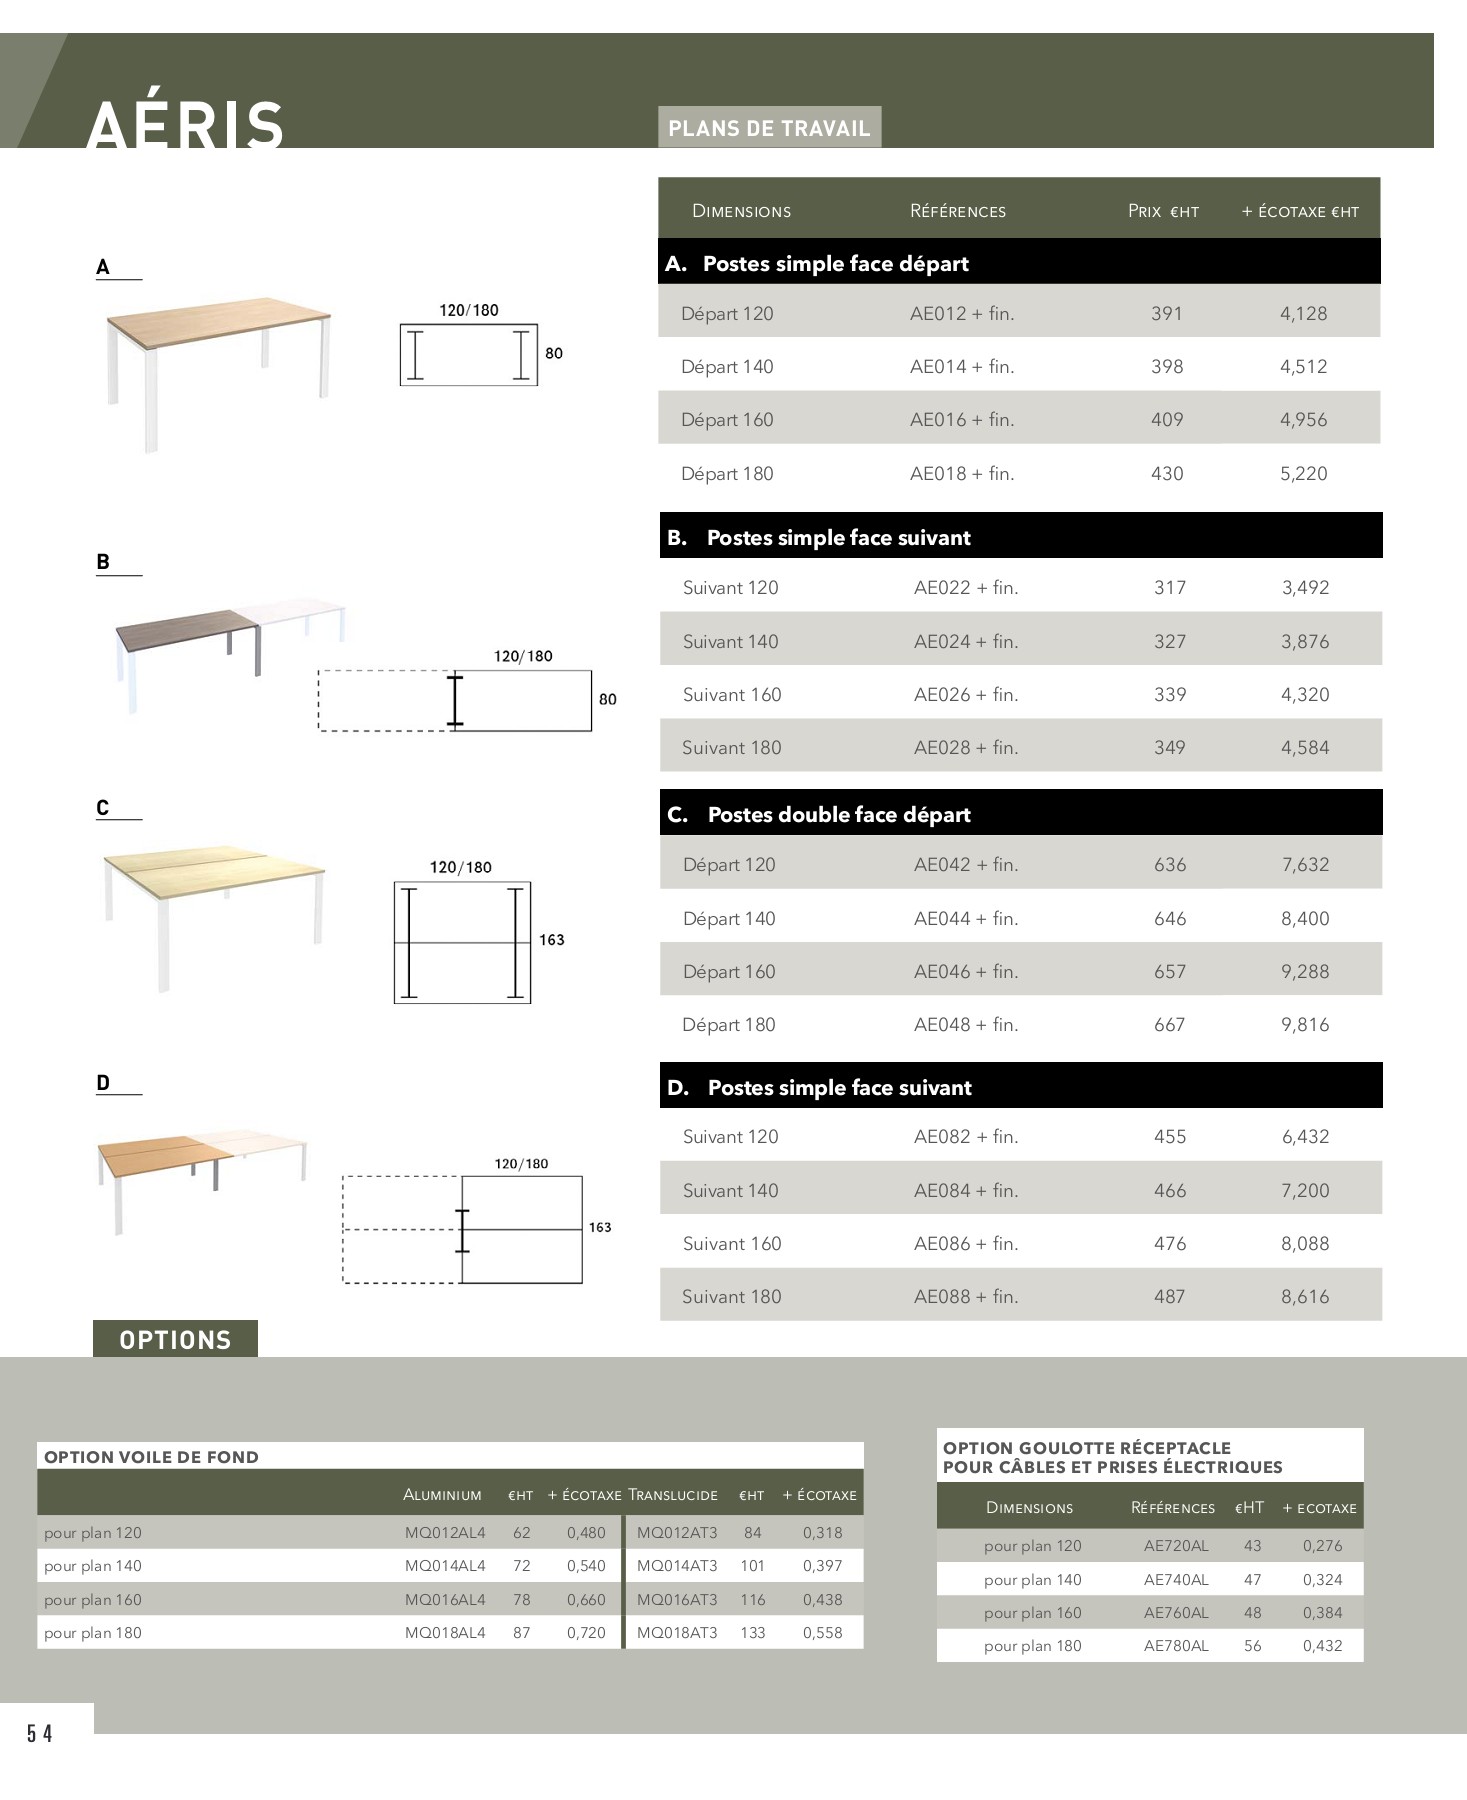 AÉRIS
PLANS DE TRAVAIL
Dimensions Références Prix €HT + écotaxe €HT
A. Postes simple face départ
Départ 120 AE012 + fin. 391 4,128
Départ 140 AE014 + fin. 398 4,512
Départ 160 AE016 + fin. 409 4,956
Départ 180 AE018 + fin. 430 5,220
A
120/180
80
B. Postes simple face suivant
Suivant 120 AE022 + fin. 317 3,492
Suivant 140 AE024 + fin. 327 3,876
Suivant 160 AE026 + fin. 339 4,320
Suivant 180 AE028 + fin. 349 4,584
B
120/180
80
C. Postes double face départ
Départ 120 AE042 + fin. 636 7,632
Départ 140 AE044 + fin. 646 8,400
Départ 160 AE046 + fin. 657 9,288
Départ 180 AE048 + fin. 667 9,816
C
120/180
163
D. Postes simple face suivant
Suivant 120 AE082 + fin. 455 6,432
Suivant 140 AE084 + fin. 466 7,200
Suivant 160 AE086 + fin. 476 8,088
Suivant 180 AE088 + fin. 487 8,616
D
120/180
163
OPTIONS
OPTION VOILE DE FOND
Aluminium €HT + écotaxe Translucide €HT + écotaxe
pour plan 120 MQ012AL4 62 0,480 MQ012AT3 84 0,318
pour plan 140 MQ014AL4 72 0,540 MQ014AT3 101 0,397
pour plan 160 MQ016AL4 78 0,660 MQ016AT3 116 0,438
pour plan 180 MQ018AL4 87 0,720 MQ018AT3 133 0,558
OPTION GOULOTTE RÉCEPTACLE
POUR CÂBLES ET PRISES ÉLECTRIQUES
Dimensions Références €HT + ecotaxe
pour plan 120 AE720AL 43 0,276
pour plan 140 AE740AL 47 0,324
pour plan 160 AE760AL 48 0,384
pour plan 180 AE780AL 56 0,432
54